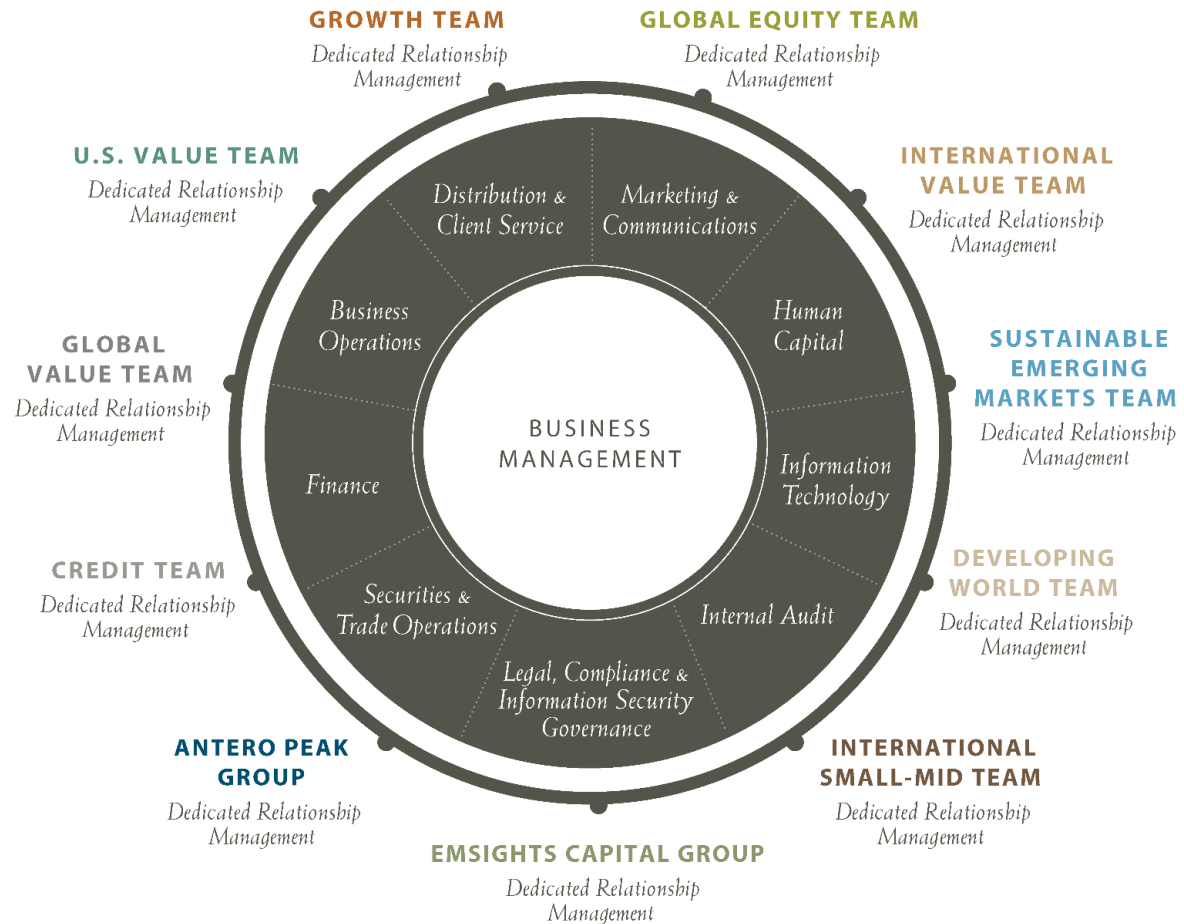 GROWTH TEAM
Dedicated Relationship
Management
GLOBAL EQUITY TEAM
Dedicated Relationship
Management
U.S. VALUE TEAM
Dedicated Relationship
Management
INTERNATIONAL
VALUE TEAM
Dedicated Relationship
Management
Distribution &
Client Service
Marketing &
Communications
Business
Operations
Human
Capital
GLOBAL
VALUE TEAM
Dedicated Relationship
Management
SUSTAINABLE
EMERGING
MARKETS TEAM
Dedicated Relationship
Management
BUSINESS
MANAGEMENT
Finance
Information
Technology
CREDIT TEAM
Dedicated Relationship
Management
DEVELOPING
WORLD TEAM
Dedicated Relationship
Management
Securities &
Trade Operations
Internal Audit
Legal, Compliance &
Information Security
Governance
ANTERO PEAK
GROUP
Dedicated Relationship
Management
INTERNATIONAL
SMALL-MID TEAM
Dedicated Relationship
Management
EMSIGHTS CAPITAL GROUP
Dedicated Relationship
Management